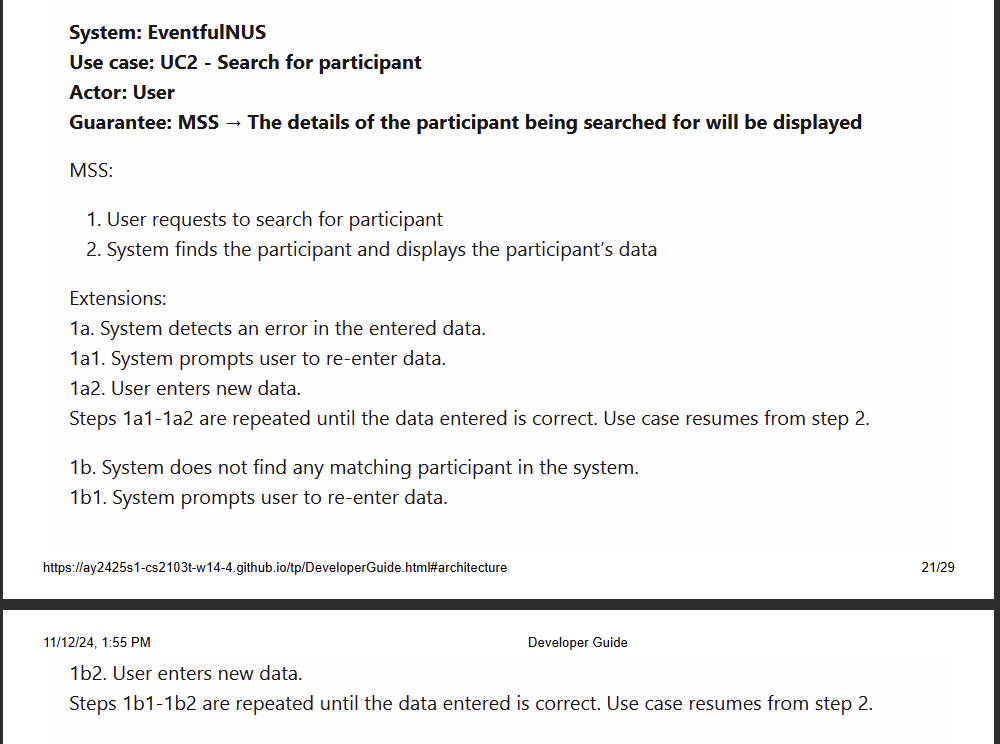 System: EventfulNUS
Use case: UC2 - Search for participant
Actor: User
Guarantee: MSS → The details of the participant being searched for will be displayed
MSS:
1. User requests to search for participant
2. System finds the participant and displays the participant’s data
Extensions:
1a. System detects an error in the entered data.
1a1. System prompts user to re-enter data.
1a2. User enters new data.
Steps 1a1-1a2 are repeated until the data entered is correct. Use case resumes from step 2.
1b. System does not find any matching participant in the system.
1b1. System prompts user to re-enter data.
https://ay2425s1-cs2103t-w14-4.github.io/tp/DeveloperGuide.html#architecture 21/29
11/12/24, 1:55 PM Developer Guide
1b2. User enters new data.
Steps 1b1-1b2 are repeated until the data entered is correct. Use case resumes from step 2.